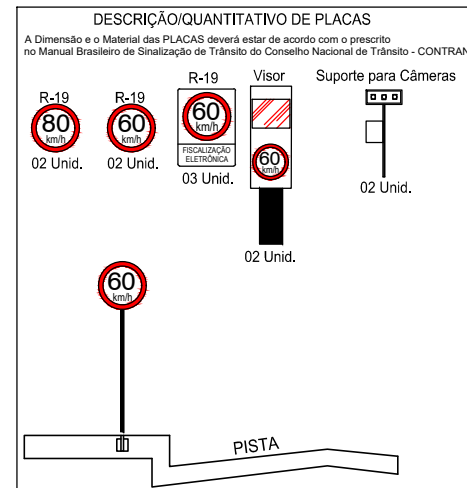 DESCRIÇÃO/QUANTITATIVO DE PLACAS
A Dimensão e o Material das PLACAS deverá estar de acordo com o prescrito
no Manual Brasileiro de Sinalização de Trânsito do Conselho Nacional de Trânsito - CONTRAN
R-19
80
km/h
02 Unid.
R-19
60
km/h
02 Unid.
R-19
60
km/h
FISCALIZAÇÃO
ELETRÔNICA
03 Unid.
Visor
60
km/h
02 Unid.
Suporte para Câmeras
02 Unid.
60
km/h
PISTA